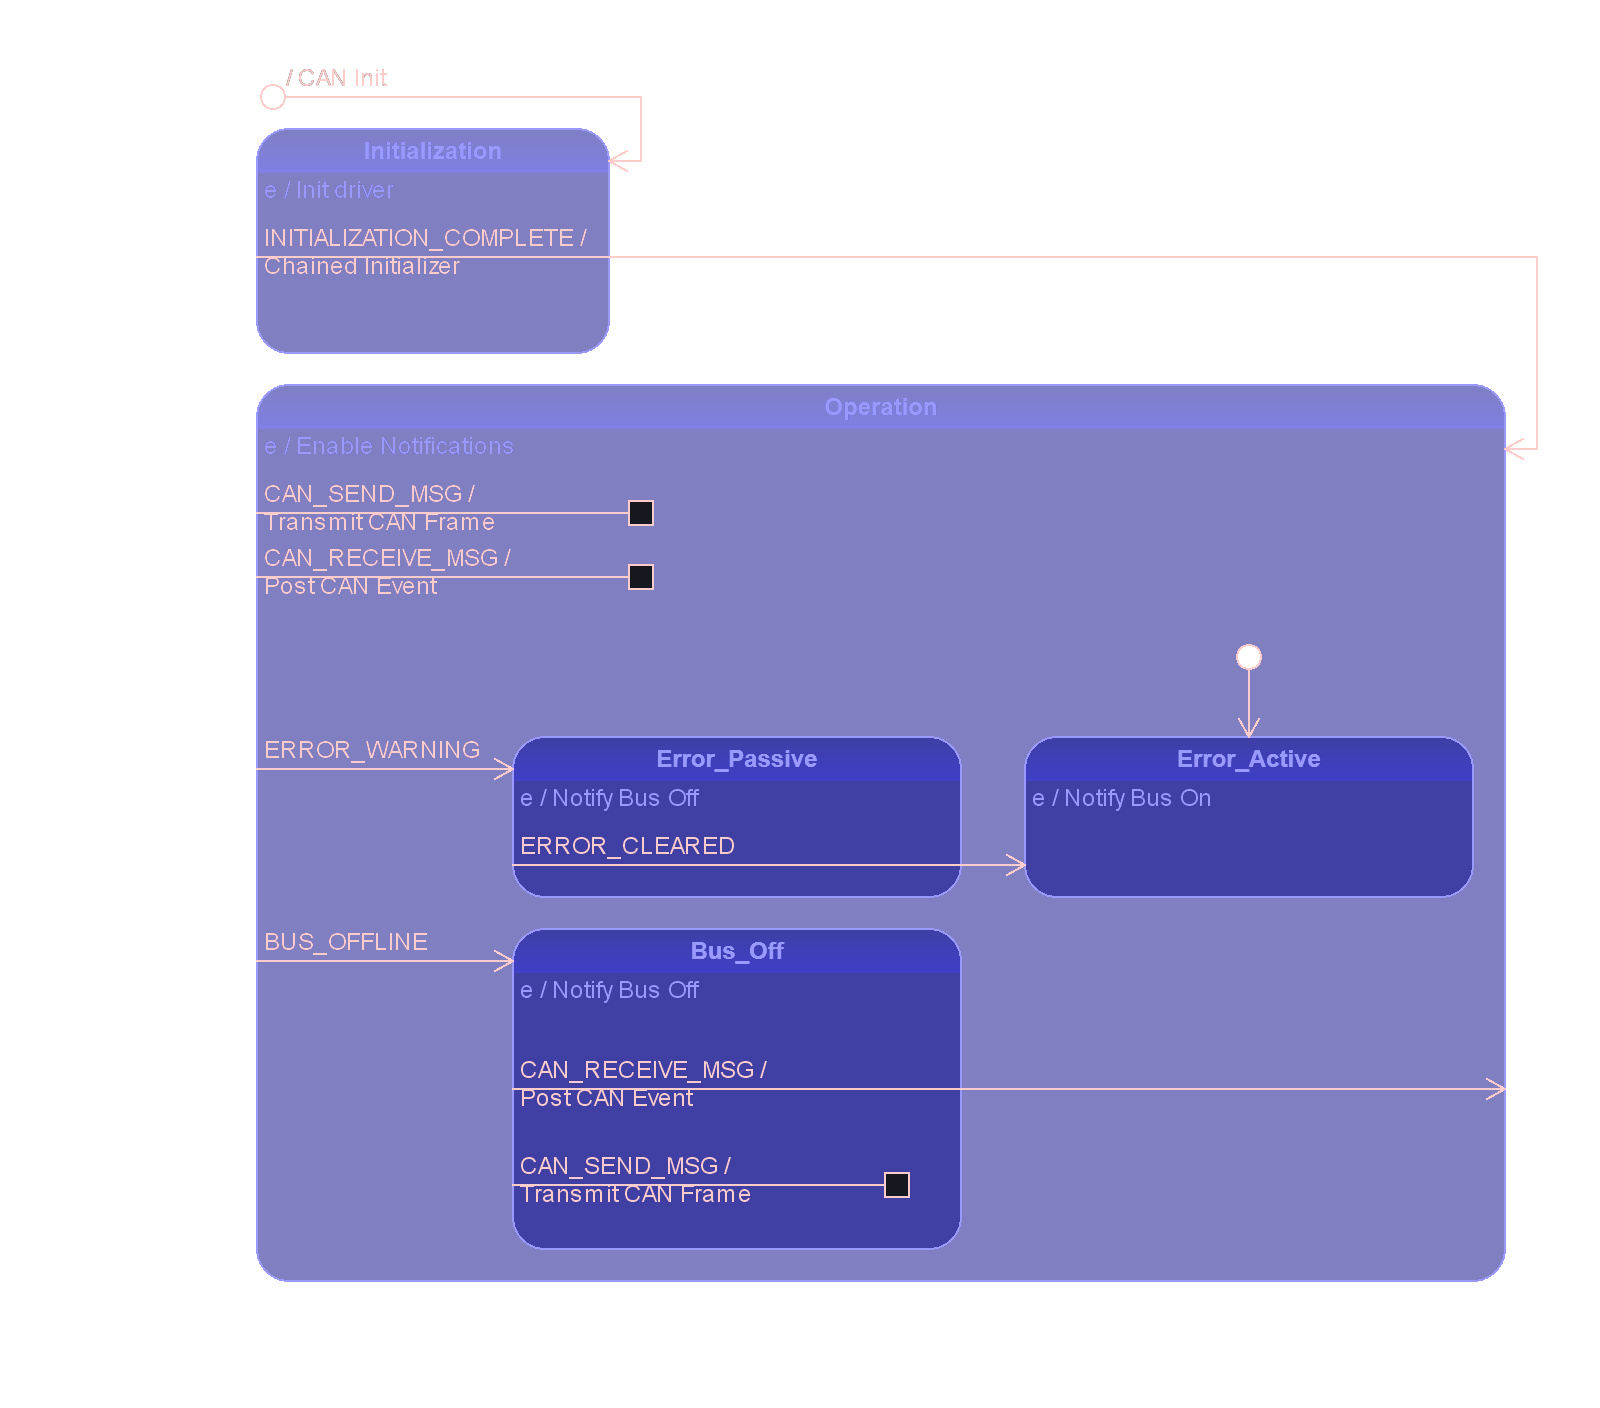 / CAN Init
Initialization
e / Init driver
INITIALIZATION_COMPLETE /
Chained Initializer
Operation
e / Enable Notifications
CAN_SEND_MSG /
Transmit CAN Frame
CAN_RECEIVE_MSG /
Post CAN Event
ERROR_WARNING
Error_Passive
e / Notify Bus Off
ERROR_CLEARED
Error_Active
e / Notify Bus On
BUS_OFFLINE
Bus_Off
e / Notify Bus Off
CAN_RECEIVE_MSG /
Post CAN Event
CAN_SEND_MSG /
Transmit CAN Frame